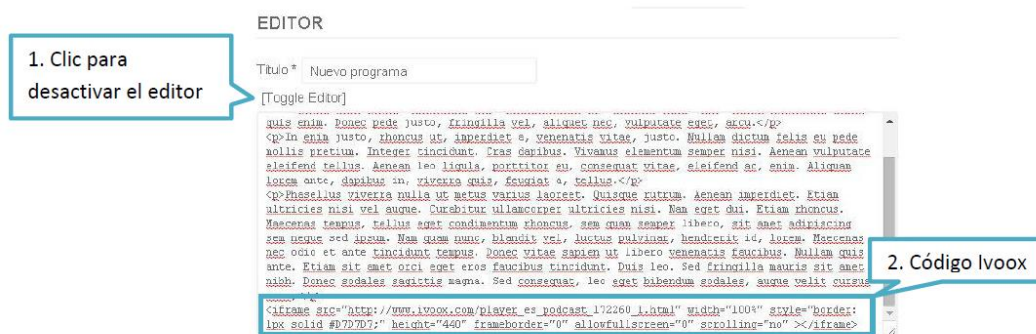 EDITOR
1. Clic para
desactivar el editor
Título * Nuevo programa
[Toggle Editor]
quis enim. Donec pede justo, fringilla vel, aliquet nec, vulputate eget, arcu.</p>
<p>In enim justo, rhoncus ut, imperdiet a, venenatis vitae, justo. Nullam dictum felis eu pede
mollis pretium. Integer tincidunt. Cras dapibus. Vivamus elementum semper nisi. Aenean vulputate
eleifend tellus. Aenean leo ligula, porttitor eu, consequat vitae, eleifend ac, enim. Aliquam
lorem ante, dapibus in, viverra quis, feugiat a, tellus.</p>
<p>Phasellus viverra nulla ut metus varius laoreet. Quisque rutrum. Aenean imperdiet. Etiam
ultricies nisi vel augue. Curabitur ullamcorper ultricies nisi. Nam eget dui. Etiam rhoncus.
Maecenas tempus, tellus eget condimentum rhoncus, sem quam semper libero, sit amet adipiscing
sem neque sed ipsum. Nam quam nunc, blandit vel, luctus pulvinar, hendrerit id, lorem. Maecenas
nec odio et ante tincidunt tempus. Donec vitae sapien ut libero venenatis faucibus. Nullam quis
ante. Etiam sit amet orci eget eros faucibus tincidunt. Duis leo. Sed fringilla mauris sit amet
nibh. Donec sodales sagittis magna. Sed consequat, leo eget bibendum sodales, augue velit cursus
2. Código Ivoox
<iframe src="http://www.ivoox.com/player_es_podcast_172260_1.html" width="100%" style="border:
1px solid #D7D7D7;" height="440" frameborder="0" allowfullscreen="0" scrolling="no" ></iframe>